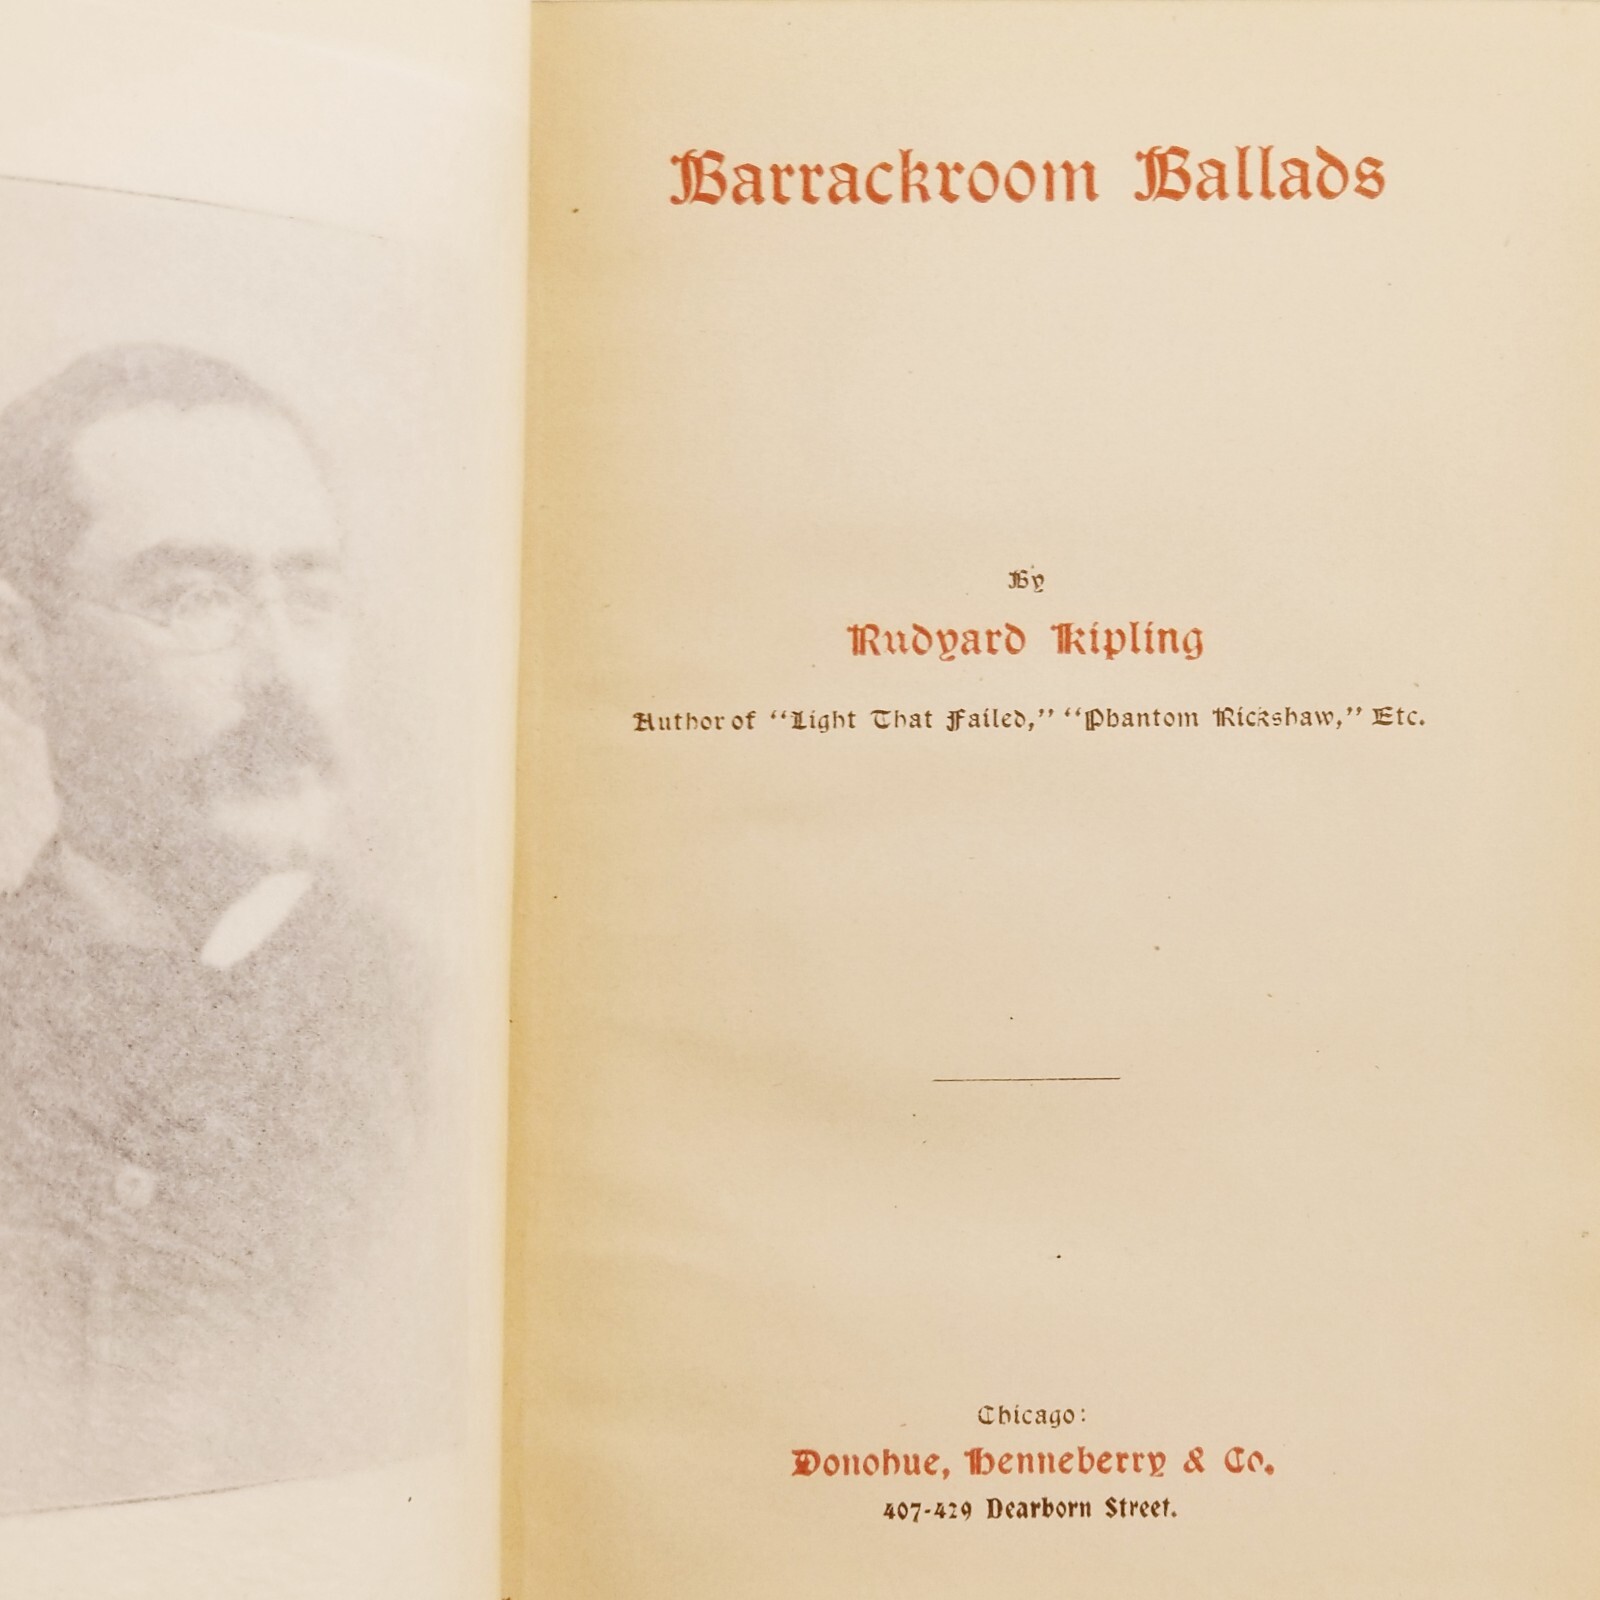 Barrackroom Ballads
By
Rudyard Kipling
Author of “Light That Failed,” “Phantom Rickshaw,” Etc.
Chicago:
Donohue, Henneberry & Co.
407-429 Dearborn Street.